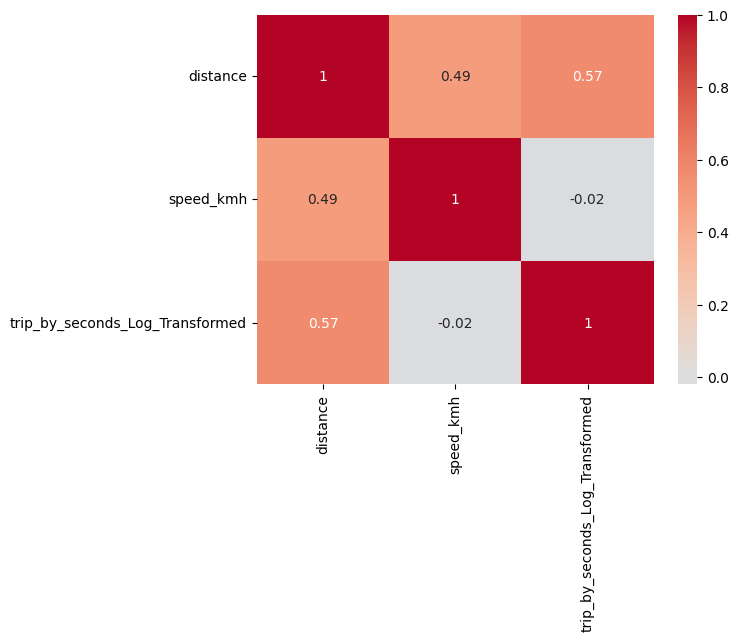 distance
speed_kmh
trip_by_seconds_Log_Transformed
1 0.49 0.57
0.49 1 -0.02
0.57 -0.02 1
distance
speed_kmh
trip_by_seconds_Log_Transformed
1.0
0.8
0.6
0.4
0.2
0.0